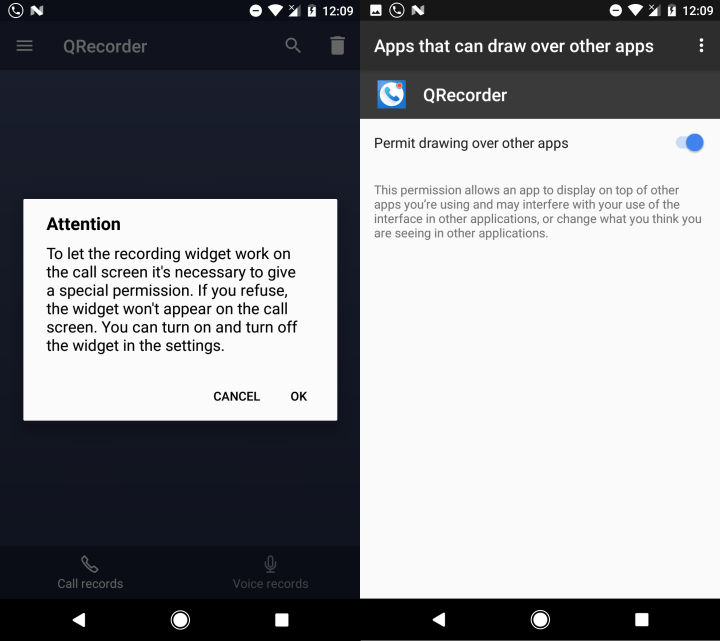 12:09
QRecorder
Attention
To let the recording widget work on
the call screen it's necessary to give
a special permission. If you refuse,
the widget won't appear on the call
screen. You can turn on and turn off
the widget in the settings.
CANCEL OK
Call records Voice records
12:09
Apps that can draw over other apps
QRecorder
Permit drawing over other apps
This permission allows an app to display on top of other
apps you're using and may interfere with your use of the
interface in other applications, or change what you think you
are seeing in other applications.